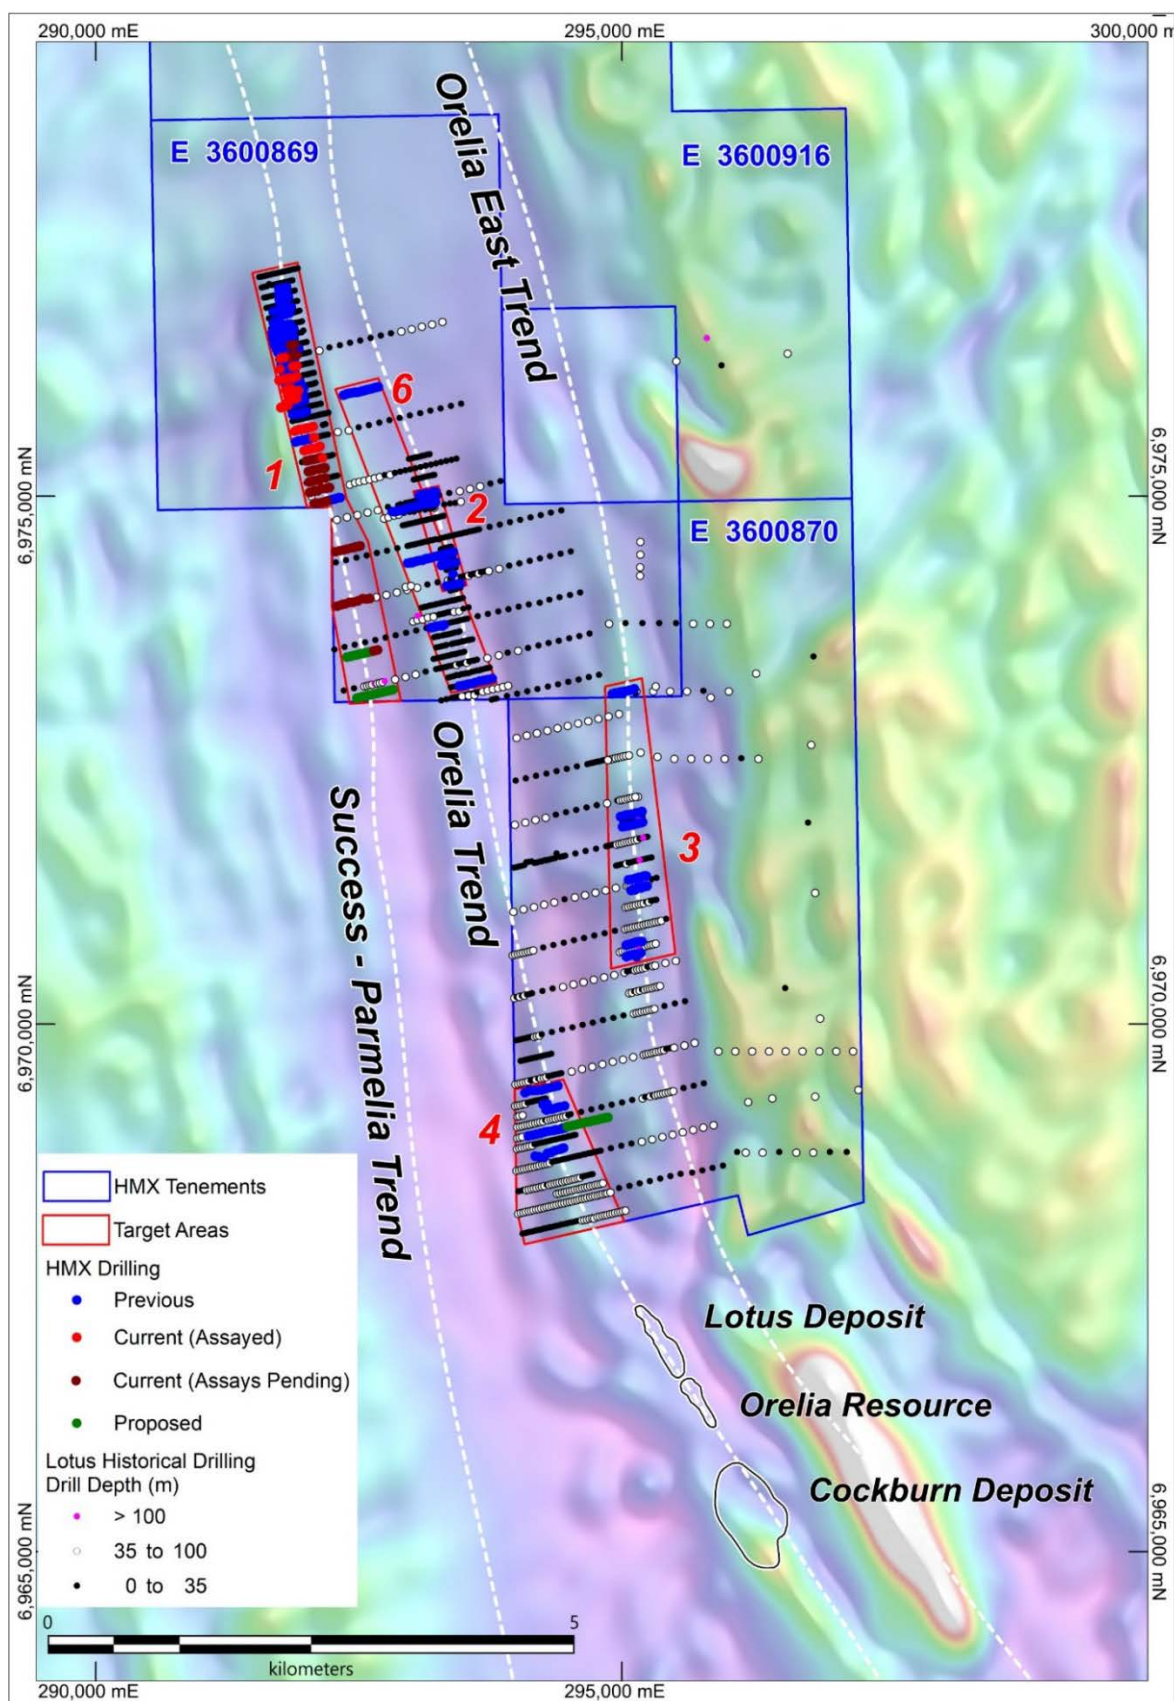 290,000 mE
295,000 mE
300,000 m
E 3600869
Orelia East Trend
E 3600916
6
1
2
6,975,000 mN
6,975,000 mN
E 3600870
Orelia Trend
Success - Parmelia Trend
3
6,970,000 mN
6,970,000 mN
4
HMX Tenements
Target Areas
HMX Drilling
Previous
Current (Assayed)
Current (Assays Pending)
Proposed
Lotus Historical Drilling
Drill Depth (m)
> 100
35 to 100
0 to 35
Lotus Deposit
Orelia Resource
Cockburn Deposit
6,965,000 mN
6,965,000 mN
0
5
kilometers
290,000 mE
295,000 mE